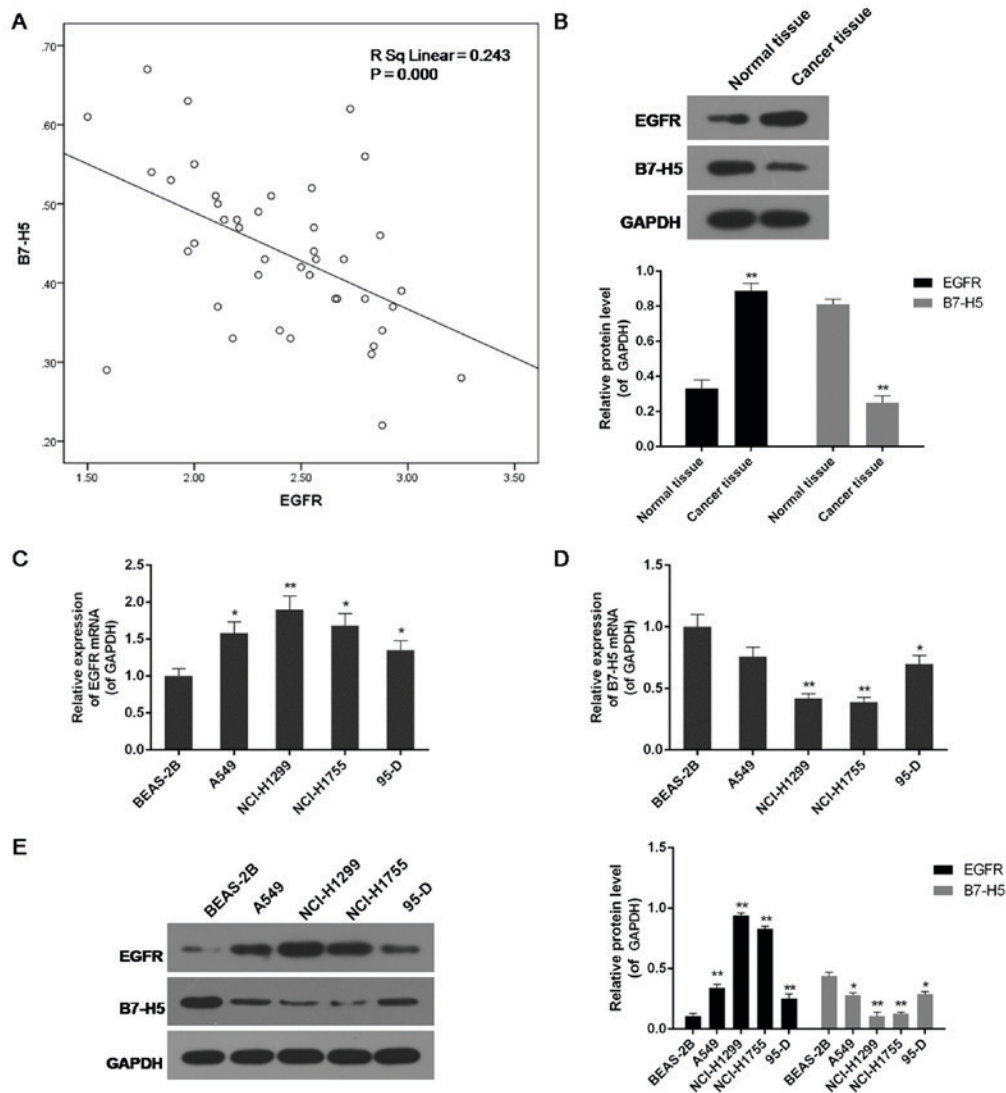 A
R Sq Linear = 0.243
P = 0.000
.70
.60
.50
.40
.30
.20
B7-H5
1.50
2.00
2.50
3.00
3.50
EGFR
B
Normal tissue
Cancer tissue
EGFR
B7-H5
GAPDH
Relative protein level
(of GAPDH)
1.0
0.8
0.6
0.4
0.2
0.0
**
**
EGFR
B7-H5
Normal tissue
Cancer tissue
Normal tissue
Cancer tissue
C
Relative expression
of EGFR mRNA
(of GAPDH)
2.5
2.0
1.5
1.0
0.5
0.0
*
**
*
*
BEAS-2B
A549
NCI-H1299
NCI-H1755
95-D
D
Relative expression
of B7-H5 mRNA
(of GAPDH)
1.5
1.0
0.5
0.0
**
**
*
BEAS-2B
A549
NCI-H1299
NCI-H1755
95-D
E
BEAS-2B
A549
NCI-H1299
NCI-H1755
95-D
EGFR
B7-H5
GAPDH
Relative protein level
(of GAPDH)
1.5
1.0
0.5
0.0
**
**
**
**
*
**
**
*
EGFR
B7-H5
BEAS-2B
A549
NCI-H1299
NCI-H1755
95-D
BEAS-2B
A549
NCI-H1299
NCI-H1755
95-D